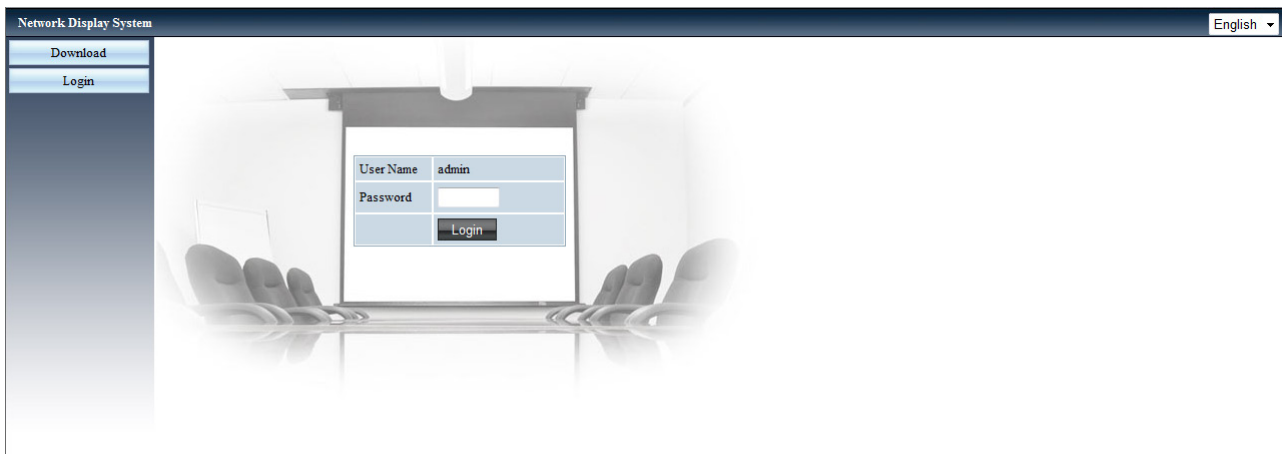 Network Display System
English
Download
Login
User Name admin
Password
Login